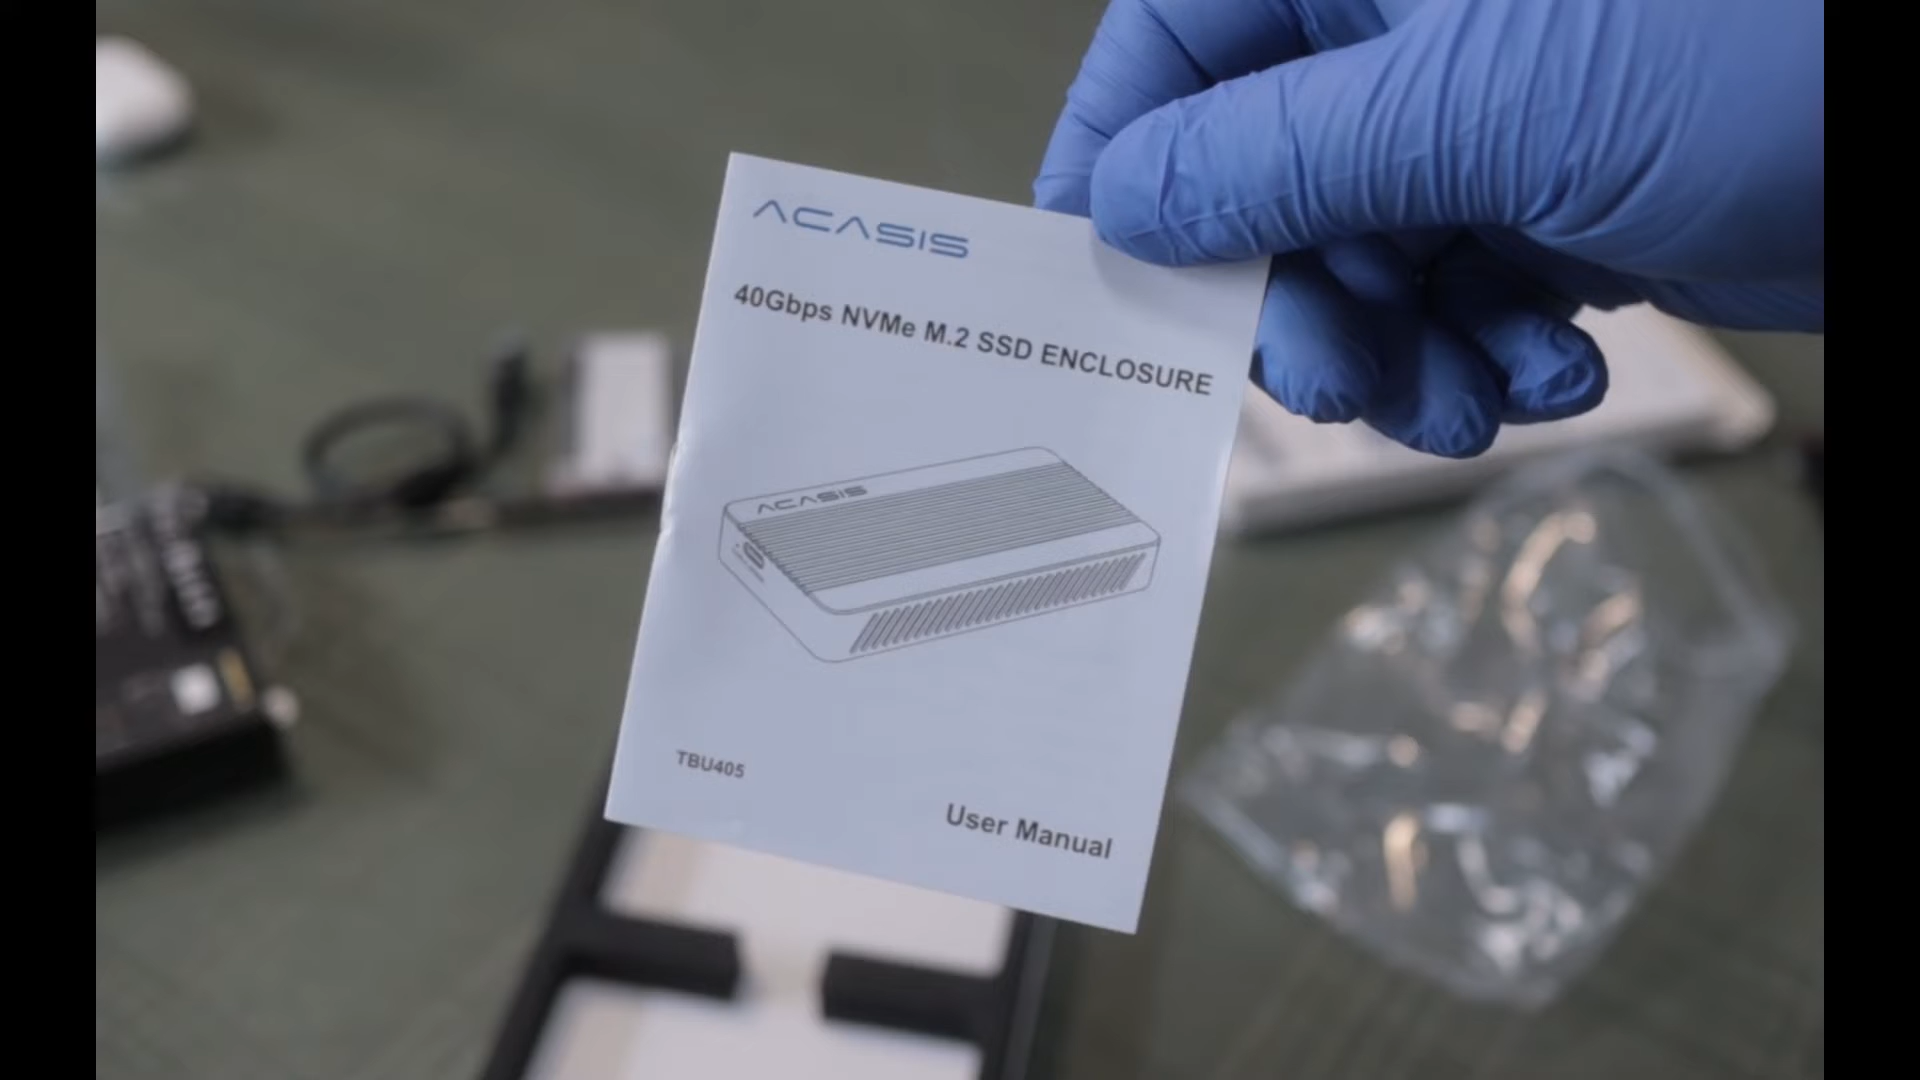 ACASIS
40Gbps NVMe M.2 SSD ENCLOSURE
ACASIS
TBU405
User Manual